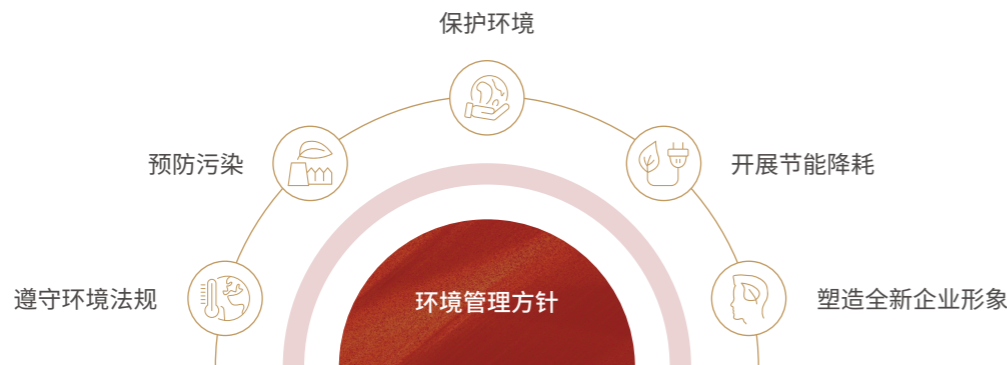 保护环境
预防污染
开展节能降耗
遵守环境法规
环境管理方针
塑造全新企业形象